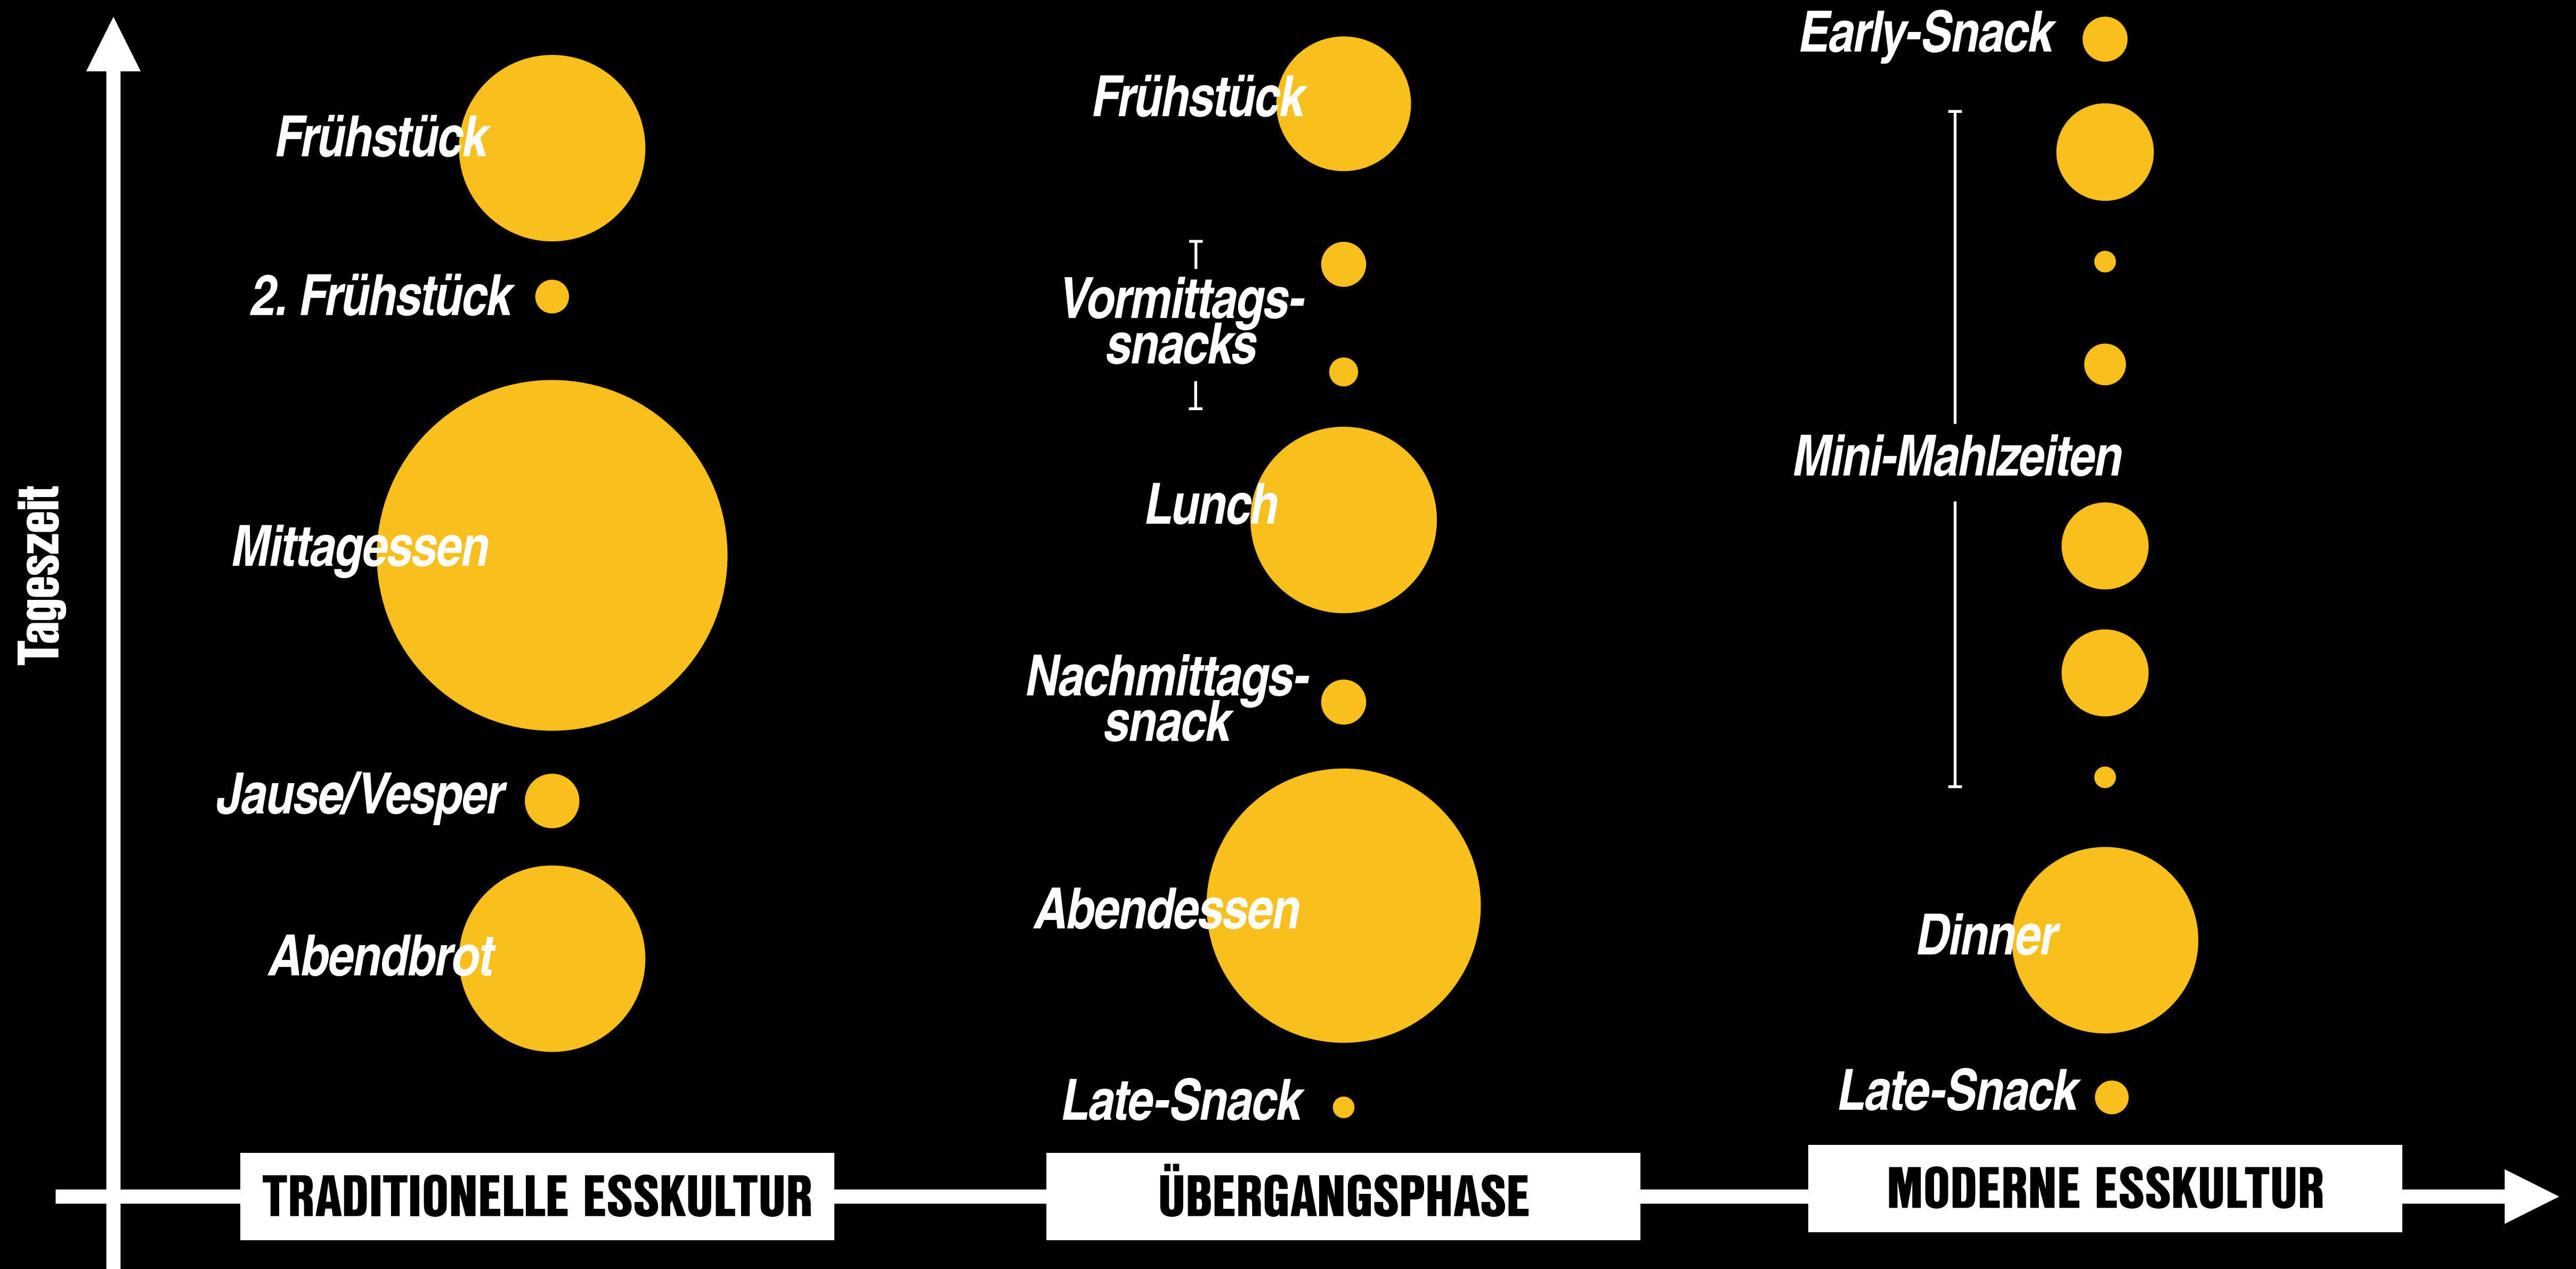 Tageszeit
Frühstück
2. Frühstück
Mittagessen
Jause/Vesper
Abendbrot
TRADITIONELLE ESSKULTUR
Frühstück
Vormittags-
snacks
Lunch
Nachmittags-
snack
Abendessen
Late-Snack
ÜBERGANGSPHASE
Early-Snack
Mini-Mahlzeiten
Dinner
Late-Snack
MODERNE ESSKULTUR